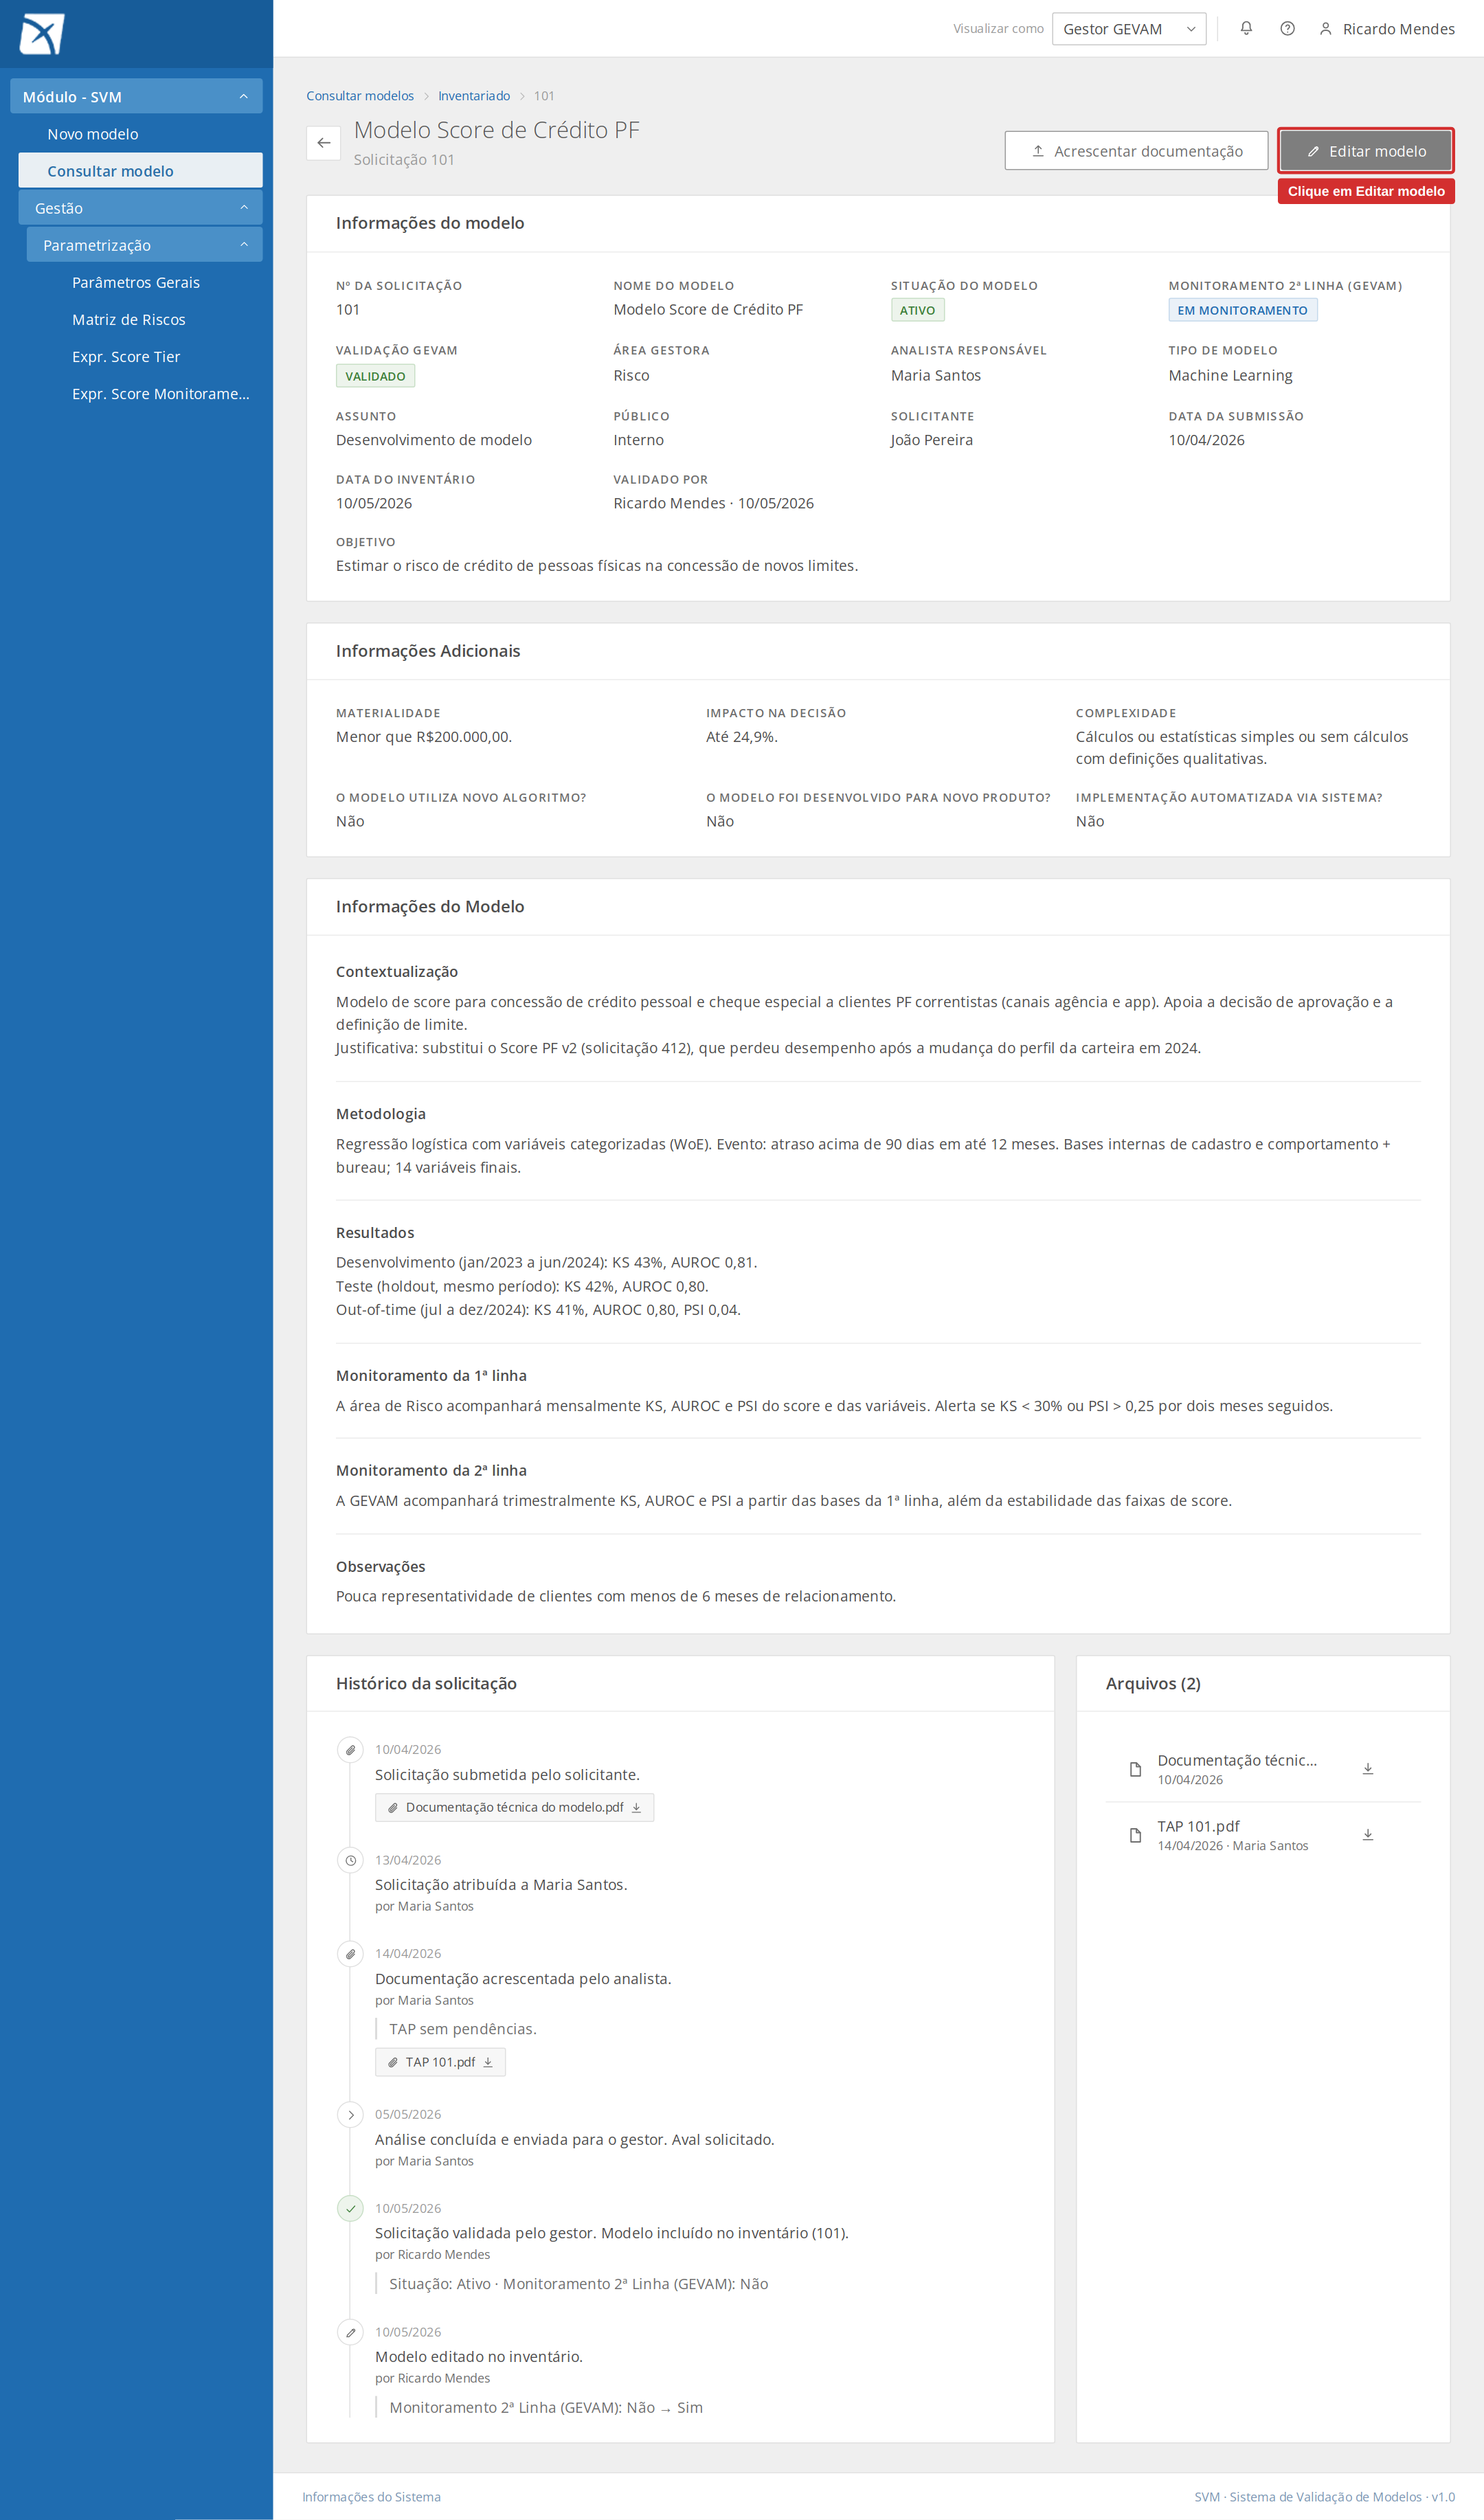 Visualizar como
Gestor GEVAM
Ricardo Mendes
Módulo - SVM
Novo modelo
Consultar modelo
Gestão
Parametrização
Parâmetros Gerais
Matriz de Riscos
Expr. Score Tier
Expr. Score Monitorame...
Consultar modelos > Inventariado > 101
Modelo Score de Crédito PF
Solicitação 101
Acrescentar documentação
Editar modelo
Clique em Editar modelo
Informações do modelo
Nº DA SOLICITAÇÃO
101
NOME DO MODELO
Modelo Score de Crédito PF
SITUAÇÃO DO MODELO
ATIVO
MONITORAMENTO 2ª LINHA (GEVAM)
EM MONITORAMENTO
VALIDAÇÃO GEVAM
VALIDADO
ÁREA GESTORA
Risco
ANALISTA RESPONSÁVEL
Maria Santos
TIPO DE MODELO
Machine Learning
ASSUNTO
Desenvolvimento de modelo
PÚBLICO
Interno
SOLICITANTE
João Pereira
DATA DA SUBMISSÃO
10/04/2026
DATA DO INVENTÁRIO
10/05/2026
VALIDADO POR
Ricardo Mendes · 10/05/2026
OBJETIVO
Estimar o risco de crédito de pessoas físicas na concessão de novos limites.
Informações Adicionais
MATERIALIDADE
Menor que R$200.000,00.
IMPACTO NA DECISÃO
Até 24,9%.
COMPLEXIDADE
Cálculos ou estatísticas simples ou sem cálculos
com definições qualitativas.
O MODELO UTILIZA NOVO ALGORITMO?
Não
O MODELO FOI DESENVOLVIDO PARA NOVO PRODUTO?
Não
IMPLEMENTAÇÃO AUTOMATIZADA VIA SISTEMA?
Não
Informações do Modelo
Contextualização
Modelo de score para concessão de crédito pessoal e cheque especial a clientes PF correntistas (canais agência e app). Apoia a decisão de aprovação e a
definição de limite.
Justificativa: substitui o Score PF v2 (solicitação 412), que perdeu desempenho após a mudança do perfil da carteira em 2024.
Metodologia
Regressão logística com variáveis categorizadas (WoE). Evento: atraso acima de 90 dias em até 12 meses. Bases internas de cadastro e comportamento +
bureau; 14 variáveis finais.
Resultados
Desenvolvimento (jan/2023 a jun/2024): KS 43%, AUROC 0,81.
Teste (holdout, mesmo período): KS 42%, AUROC 0,80.
Out-of-time (jul a dez/2024): KS 41%, AUROC 0,80, PSI 0,04.
Monitoramento da 1ª linha
A área de Risco acompanhará mensalmente KS, AUROC e PSI do score e das variáveis. Alerta se KS < 30% ou PSI > 0,25 por dois meses seguidos.
Monitoramento da 2ª linha
A GEVAM acompanhará trimestralmente KS, AUROC e PSI a partir das bases da 1ª linha, além da estabilidade das faixas de score.
Observações
Pouca representatividade de clientes com menos de 6 meses de relacionamento.
Histórico da solicitação
10/04/2026
Solicitação submetida pelo solicitante.
Documentação técnica do modelo.pdf
13/04/2026
Solicitação atribuída a Maria Santos.
por Maria Santos
14/04/2026
Documentação acrescentada pelo analista.
por Maria Santos
TAP sem pendências.
TAP 101.pdf
05/05/2026
Análise concluída e enviada para o gestor. Aval solicitado.
por Maria Santos
10/05/2026
Solicitação validada pelo gestor. Modelo incluído no inventário (101).
por Ricardo Mendes
Situação: Ativo · Monitoramento 2ª Linha (GEVAM): Não
10/05/2026
Modelo editado no inventário.
por Ricardo Mendes
Monitoramento 2ª Linha (GEVAM): Não → Sim
Arquivos (2)
Documentação técnic...
10/04/2026
TAP 101.pdf
14/04/2026 · Maria Santos
Informações do Sistema
SVM · Sistema de Validação de Modelos · v1.0